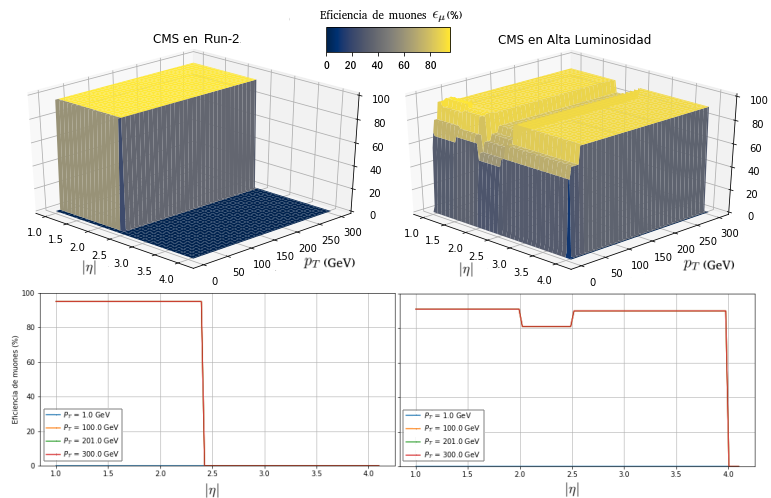 Eficiencia de muones ϵμ(%)
0 20 40 60 80
CMS en Run-2
CMS en Alta Luminosidad
100
80
60
40
20
0
1.0 1.5 2.0 2.5 3.0 3.5 4.0
|η|
0 50 100 150 200 250 300
pT (GeV)
100
80
60
40
20
0
1.0 1.5 2.0 2.5 3.0 3.5 4.0
|η|
0 50 100 150 200 250 300
pT (GeV)
Eficiencia de muones (%)
100
80
60
40
20
0
PT = 1.0 GeV
PT = 100.0 GeV
PT = 201.0 GeV
PT = 300.0 GeV
1.0 1.5 2.0 2.5 3.0 3.5 4.0
|η|
PT = 1.0 GeV
PT = 100.0 GeV
PT = 201.0 GeV
PT = 300.0 GeV
1.0 1.5 2.0 2.5 3.0 3.5 4.0
|η|